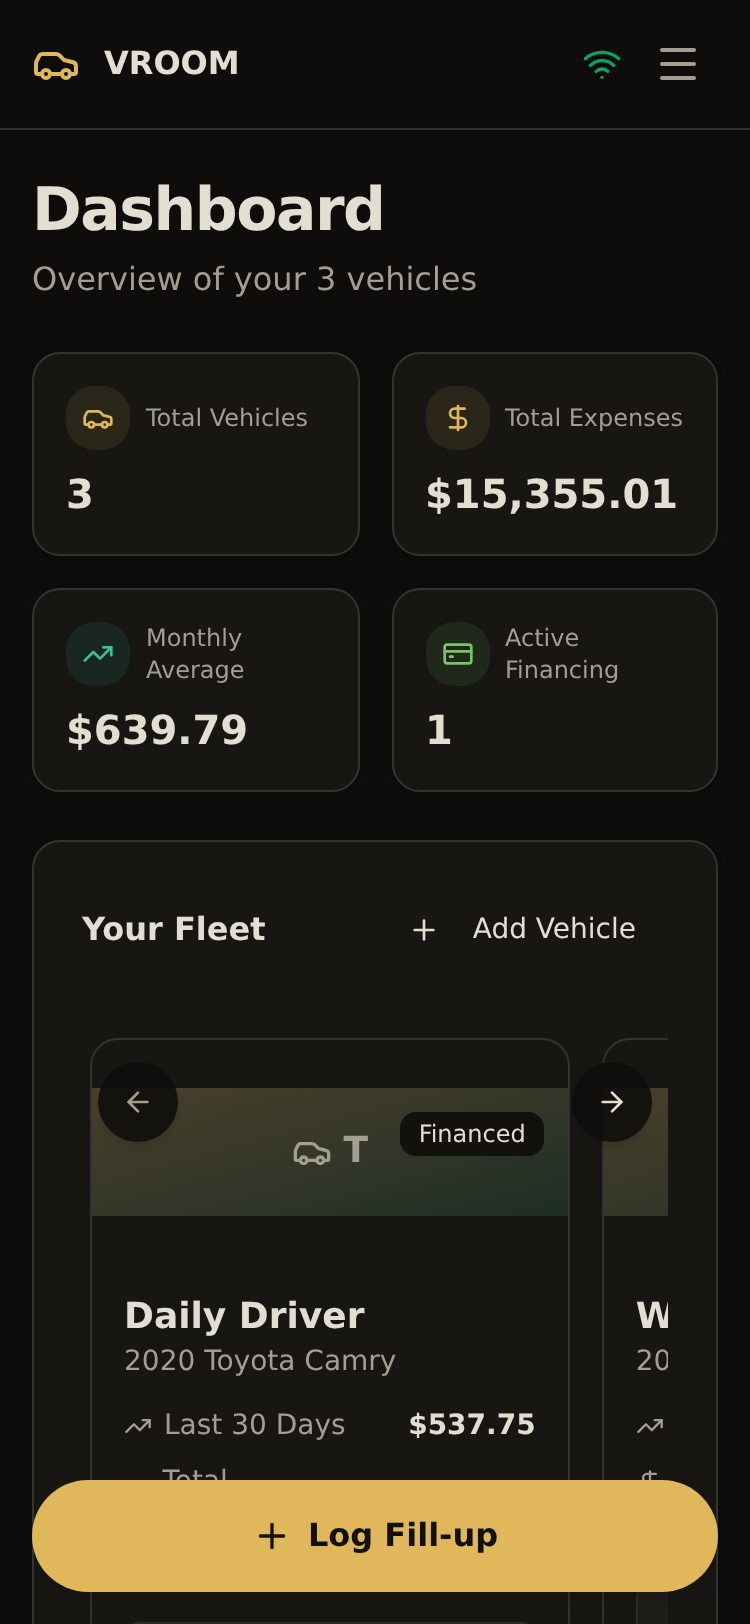 VROOM
Dashboard
Overview of your 3 vehicles
Total Vehicles
3
Total Expenses
$15,355.01
Monthly
Average
$639.79
Active
Financing
1
Your Fleet
+ Add Vehicle
T
Financed
Daily Driver
2020 Toyota Camry
Last 30 Days $537.75
Total
W
20
$
+ Log Fill-up